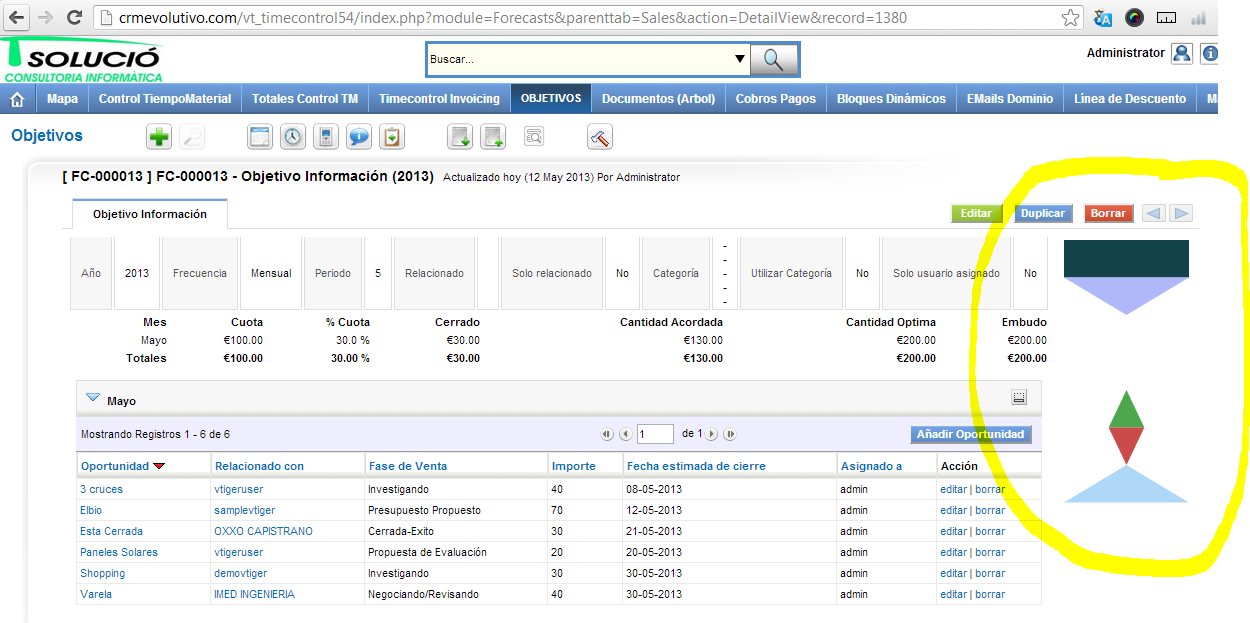 crmevolutivo.com/vt_timecontrol54/index.php?module=Forecasts&parenttab=Sales&action=DetailView&record=1380
TSOLUCIÓ
CONSULTORIA INFORMÀTICA
Buscar...
Administrator
Mapa Control TiempoMaterial Totales Control TM Timecontrol Invoicing OBJETIVOS Documentos (Arbol) Cobros Pagos Bloques Dinámicos EMails Dominio Línea de Descuento
Objetivos
[ FC-000013 ] FC-000013 - Objetivo Información (2013) Actualizado hoy (12 May 2013) Por Administrator
Objetivo Información
Editar Duplicar Borrar
Año 2013 Frecuencia Mensual Periodo 5 Relacionado Solo relacionado No Categoría - - - - - Utilizar Categoría No Solo usuario asignado No
Mes Cuota % Cuota Cerrado Cantidad Acordada Cantidad Optima Embudo
Mayo €100.00 30.0 % €30.00 €130.00 €200.00 €200.00
Totales €100.00 30.00 % €30.00 €130.00 €200.00 €200.00
Mayo
Mostrando Registros 1 - 6 de 6 1 de 1 Añadir Oportunidad
Oportunidad Relacionado con Fase de Venta Importe Fecha estimada de cierre Asignado a Acción
3 cruces vtigeruser Investigando 40 08-05-2013 admin editar | borrar
Elbio samplevtiger Presupuesto Propuesto 70 12-05-2013 admin editar | borrar
Esta Cerrada OXXO CAPISTRANO Cerrada-Exito 30 21-05-2013 admin editar | borrar
Paneles Solares vtigeruser Propuesta de Evaluación 20 20-05-2013 admin editar | borrar
Shopping demovtiger Investigando 30 30-05-2013 admin editar | borrar
Varela IMED INGENIERIA Negociando/Revisando 40 30-05-2013 admin editar | borrar